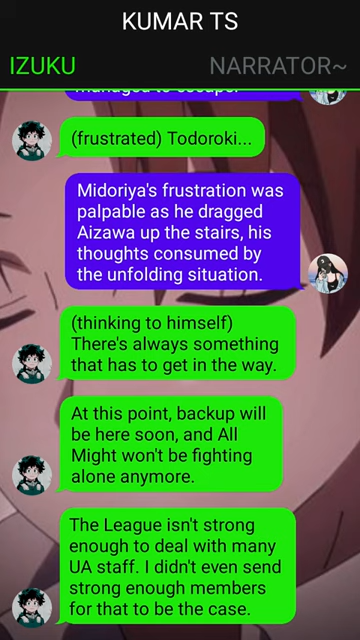 KUMAR TS
IZUKU
NARRATOR~
managed to escape.
(frustrated) Todoroki...
Midoriya's frustration was
palpable as he dragged
Aizawa up the stairs, his
thoughts consumed by
the unfolding situation.
(thinking to himself)
There's always something
that has to get in the way.
At this point, backup will
be here soon, and All
Might won't be fighting
alone anymore.
The League isn't strong
enough to deal with many
UA staff. I didn't even send
strong enough members
for that to be the case.